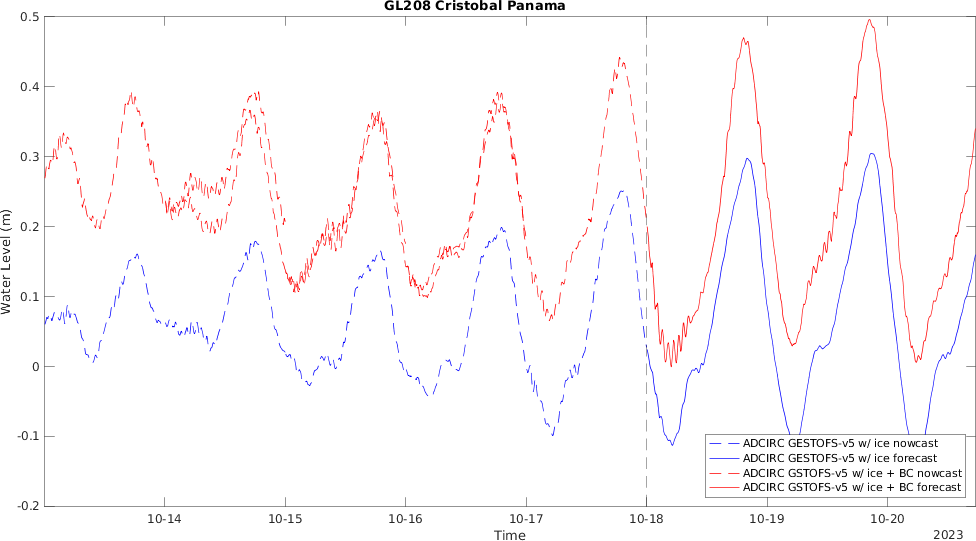 GL208 Cristobal Panama
0.5
0.4
0.3
0.2
0.1
0
-0.1
-0.2
Water Level (m)
ADCIRC GESTOFS-v5 w/ ice nowcast
ADCIRC GESTOFS-v5 w/ ice forecast
ADCIRC GSTOFS-v5 w/ ice + BC nowcast
ADCIRC GSTOFS-v5 w/ ice + BC forecast
10-14 10-15 10-16 10-17 10-18 10-19 10-20
Time
2023